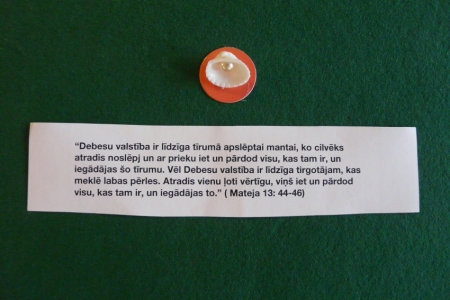 “Debesu valstība ir līdzīga tīrumā apslēptai mantai, ko cilvēks
atradis noslēpj un ar prieku iet un pārdod visu, kas tam ir, un
iegādājas šo tīrumu. Vēl Debesu valstība ir līdzīga tirgotājam, kas
meklē labas pērles. Atradis vienu ļoti vērtīgu, viņš iet un pārdod
visu, kas tam ir, un iegādājas to.” ( Mateja 13: 44-46)